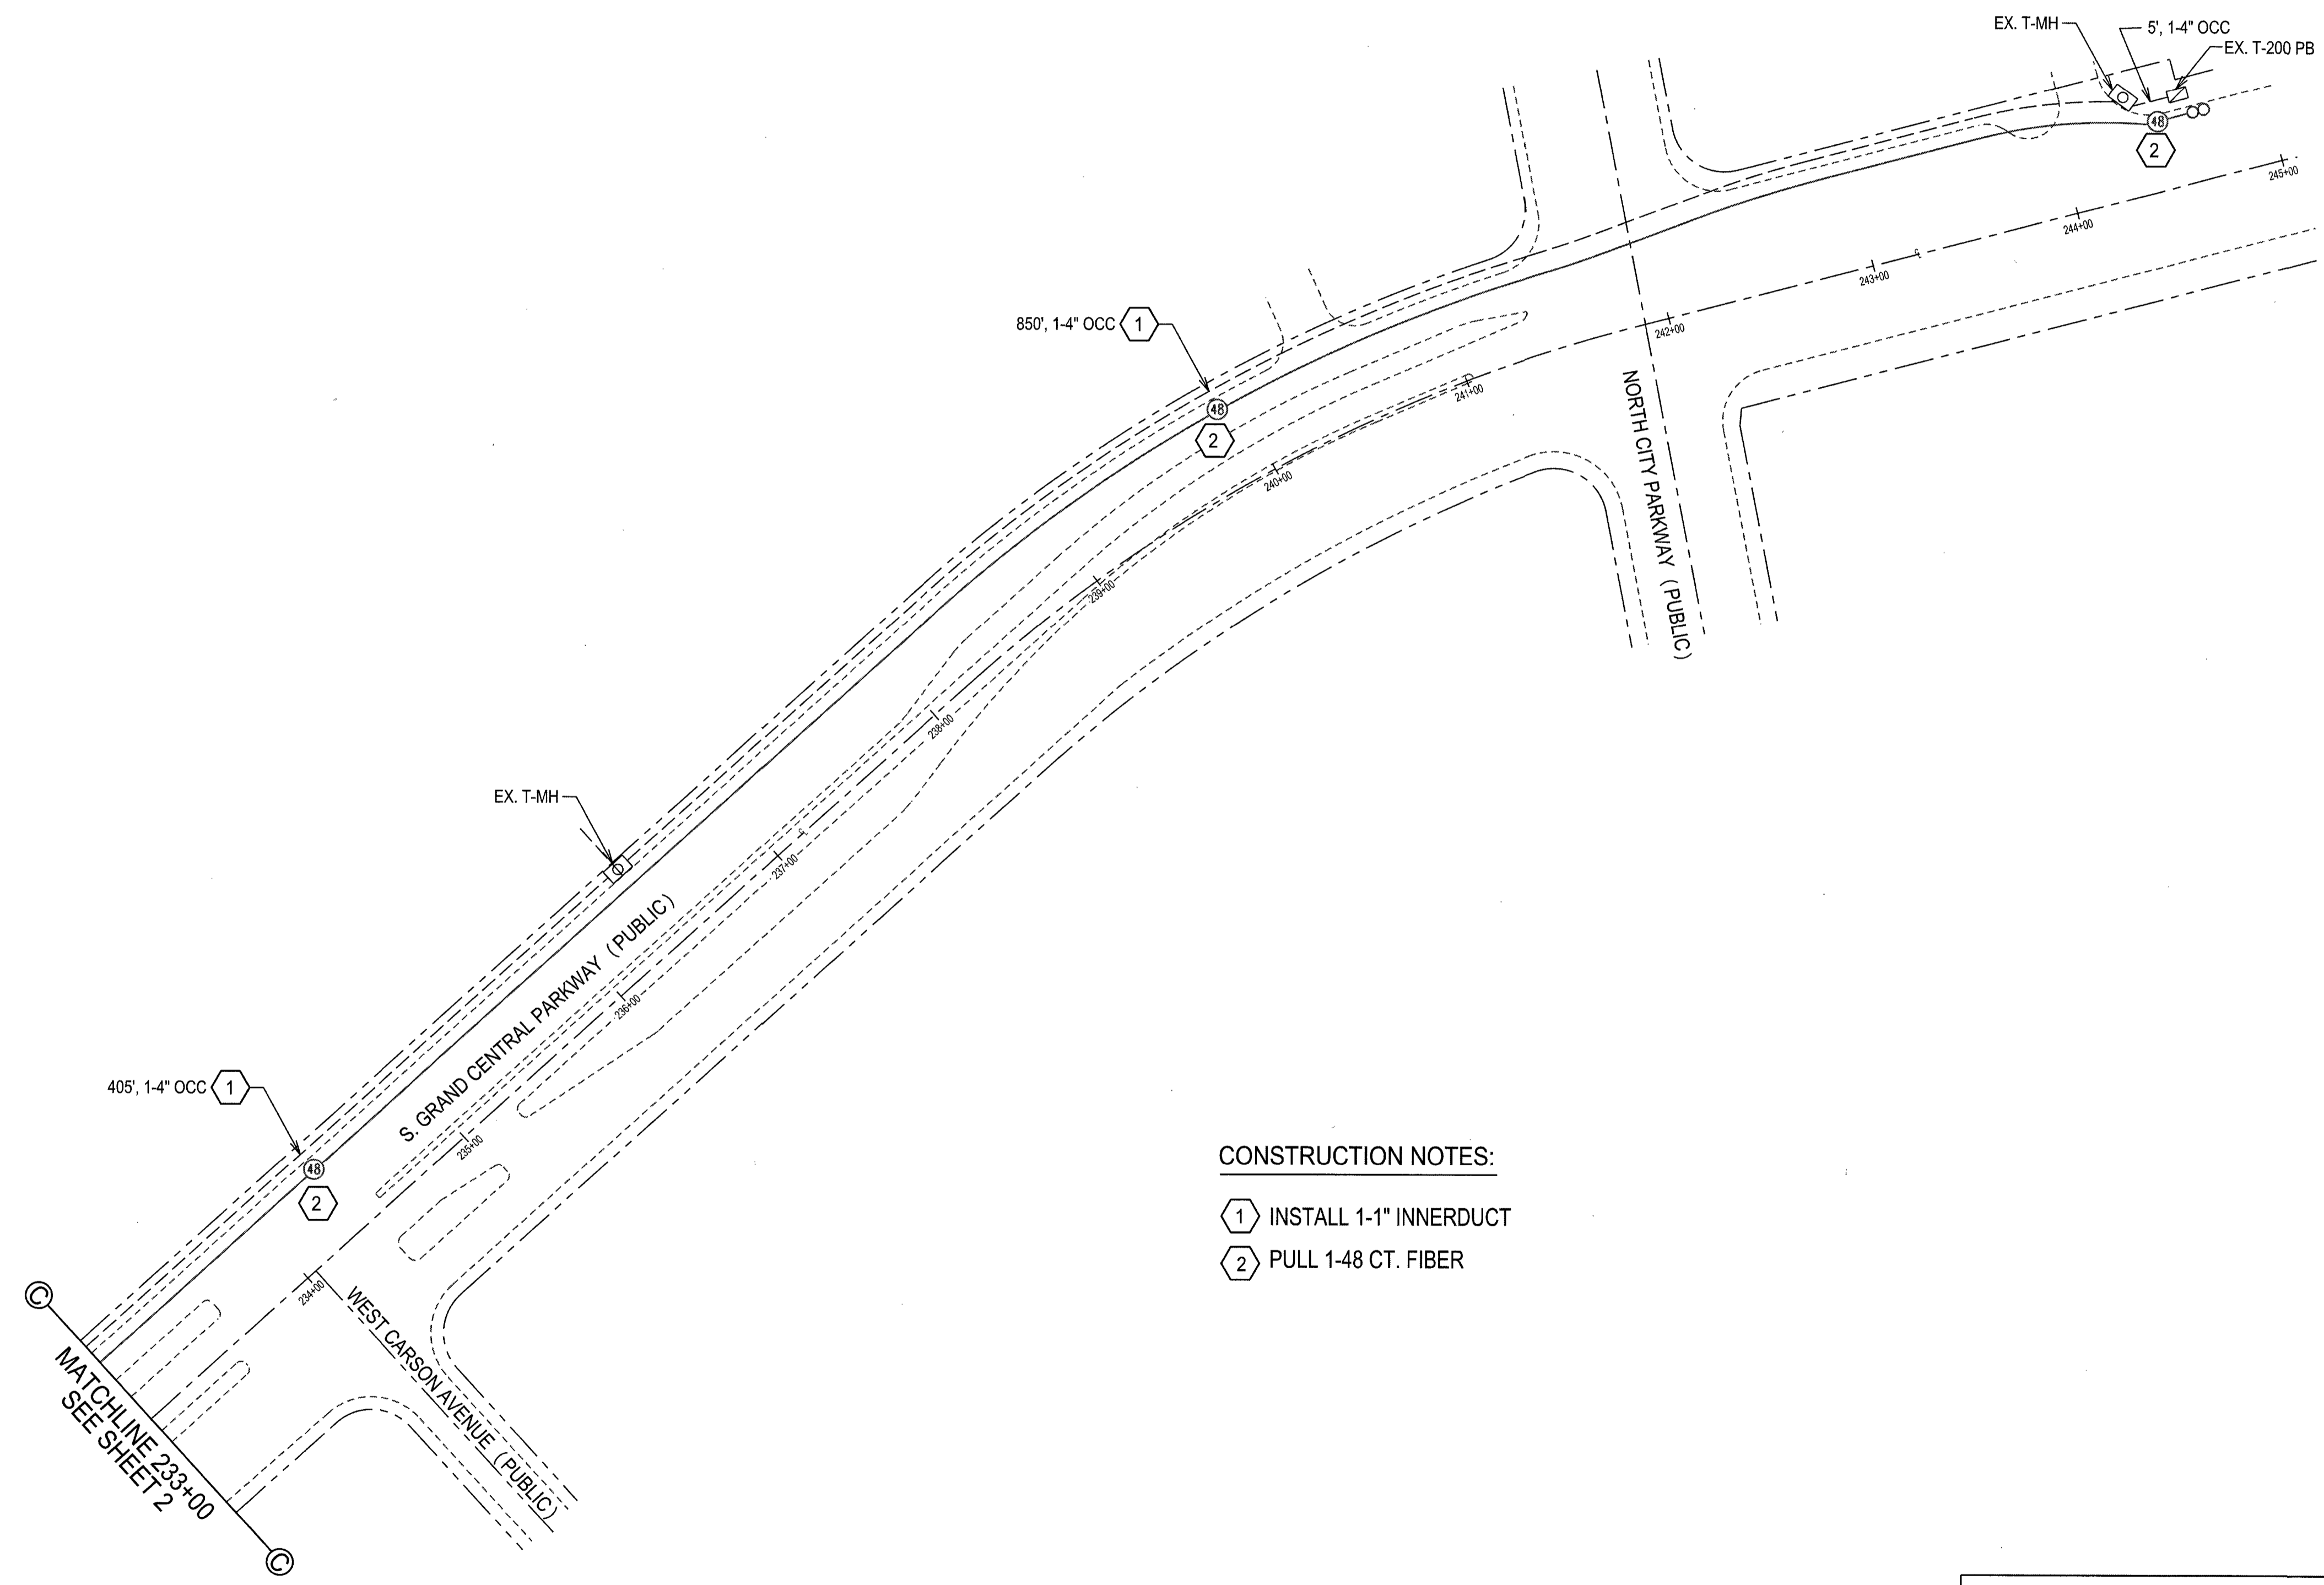 EX. T-MH
5', 1-4" OCC
EX. T-200 PB
48
2
245+00
244+00
243+00
242+00
241+00
240+00
239+00
238+00
237+00
236+00
235+00
234+00
850', 1-4" OCC 1
48
2
NORTH CITY PARKWAY (PUBLIC)
EX. T-MH
S. GRAND CENTRAL PARKWAY (PUBLIC)
405', 1-4" OCC 1
48
2
WEST CARSON AVENUE (PUBLIC)
C
MATCHLINE 233+00
SEE SHEET 2
C
CONSTRUCTION NOTES:
1 INSTALL 1-1" INNERDUCT
2 PULL 1-48 CT. FIBER